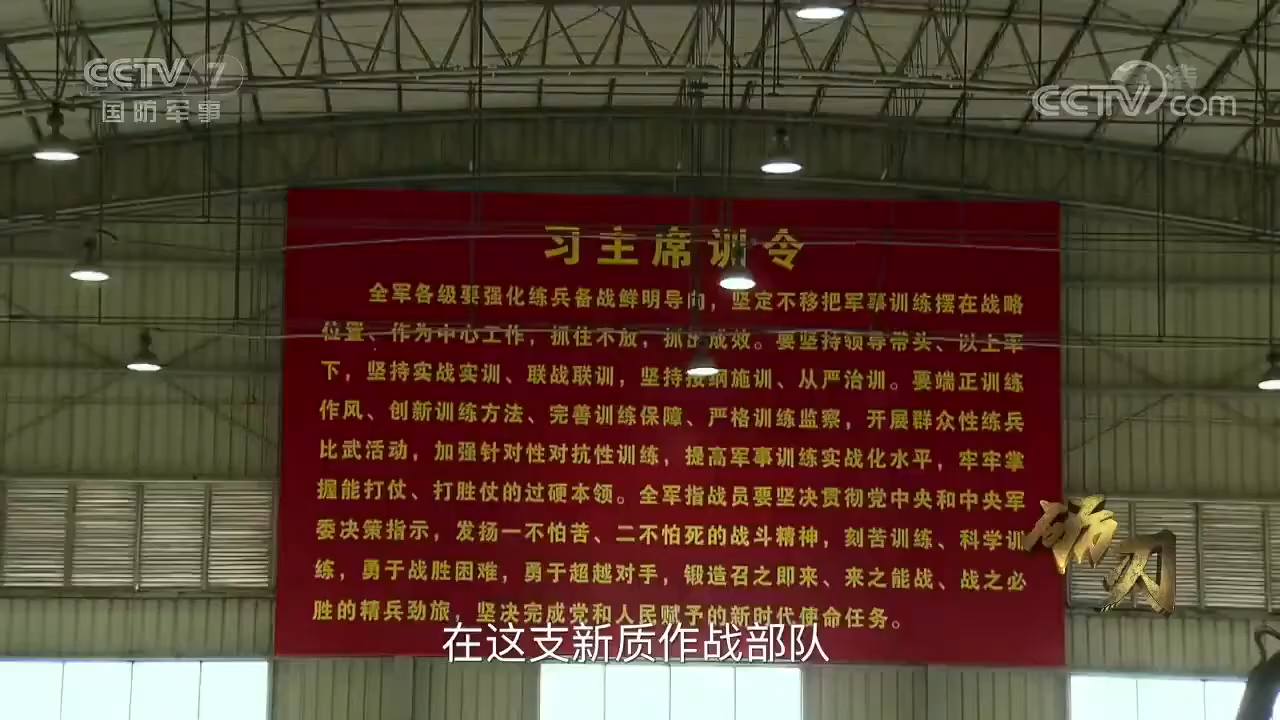 CCTV 7
国防军事
CCTV.com
习主席训令
全军各级要强化练兵备战鲜明导向，坚定不移把军事训练摆在战略
位置、作为中心工作，抓住不放，抓出成效。要坚持领导带头、以上率
下，坚持实战实训、联战联训，坚持按纲施训、从严治训。要端正训练
作风、创新训练方法、完善训练保障、严格训练监察，开展群众性练兵
比武活动，加强针对性对抗性训练，提高军事训练实战化水平，牢牢掌
握能打仗、打胜仗的过硬本领。全军指战员要坚决贯彻党中央和中央军
委决策指示，发扬一不怕苦、二不怕死的战斗精神，刻苦训练、科学训
练，勇于战胜困难，勇于超越对手，锻造召之即来、来之能战、战之必
胜的精兵劲旅，坚决完成党和人民赋予的新时代使命任务。
砺刃
在这支新质作战部队